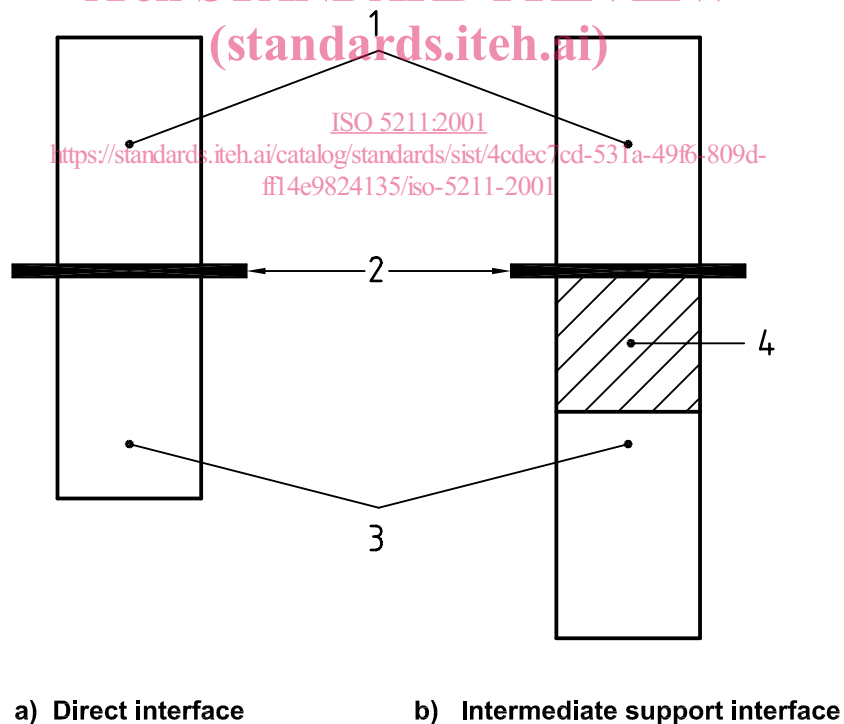 1
(standards.iteh.ai)
ISO 5211:2001
https://standards.iteh.ai/catalog/standards/sist/4cdec7cd-531a-49f6-809d-
ff14e9824135/iso-5211-2001
2
4
3
a) Direct interface
b) Intermediate support interface